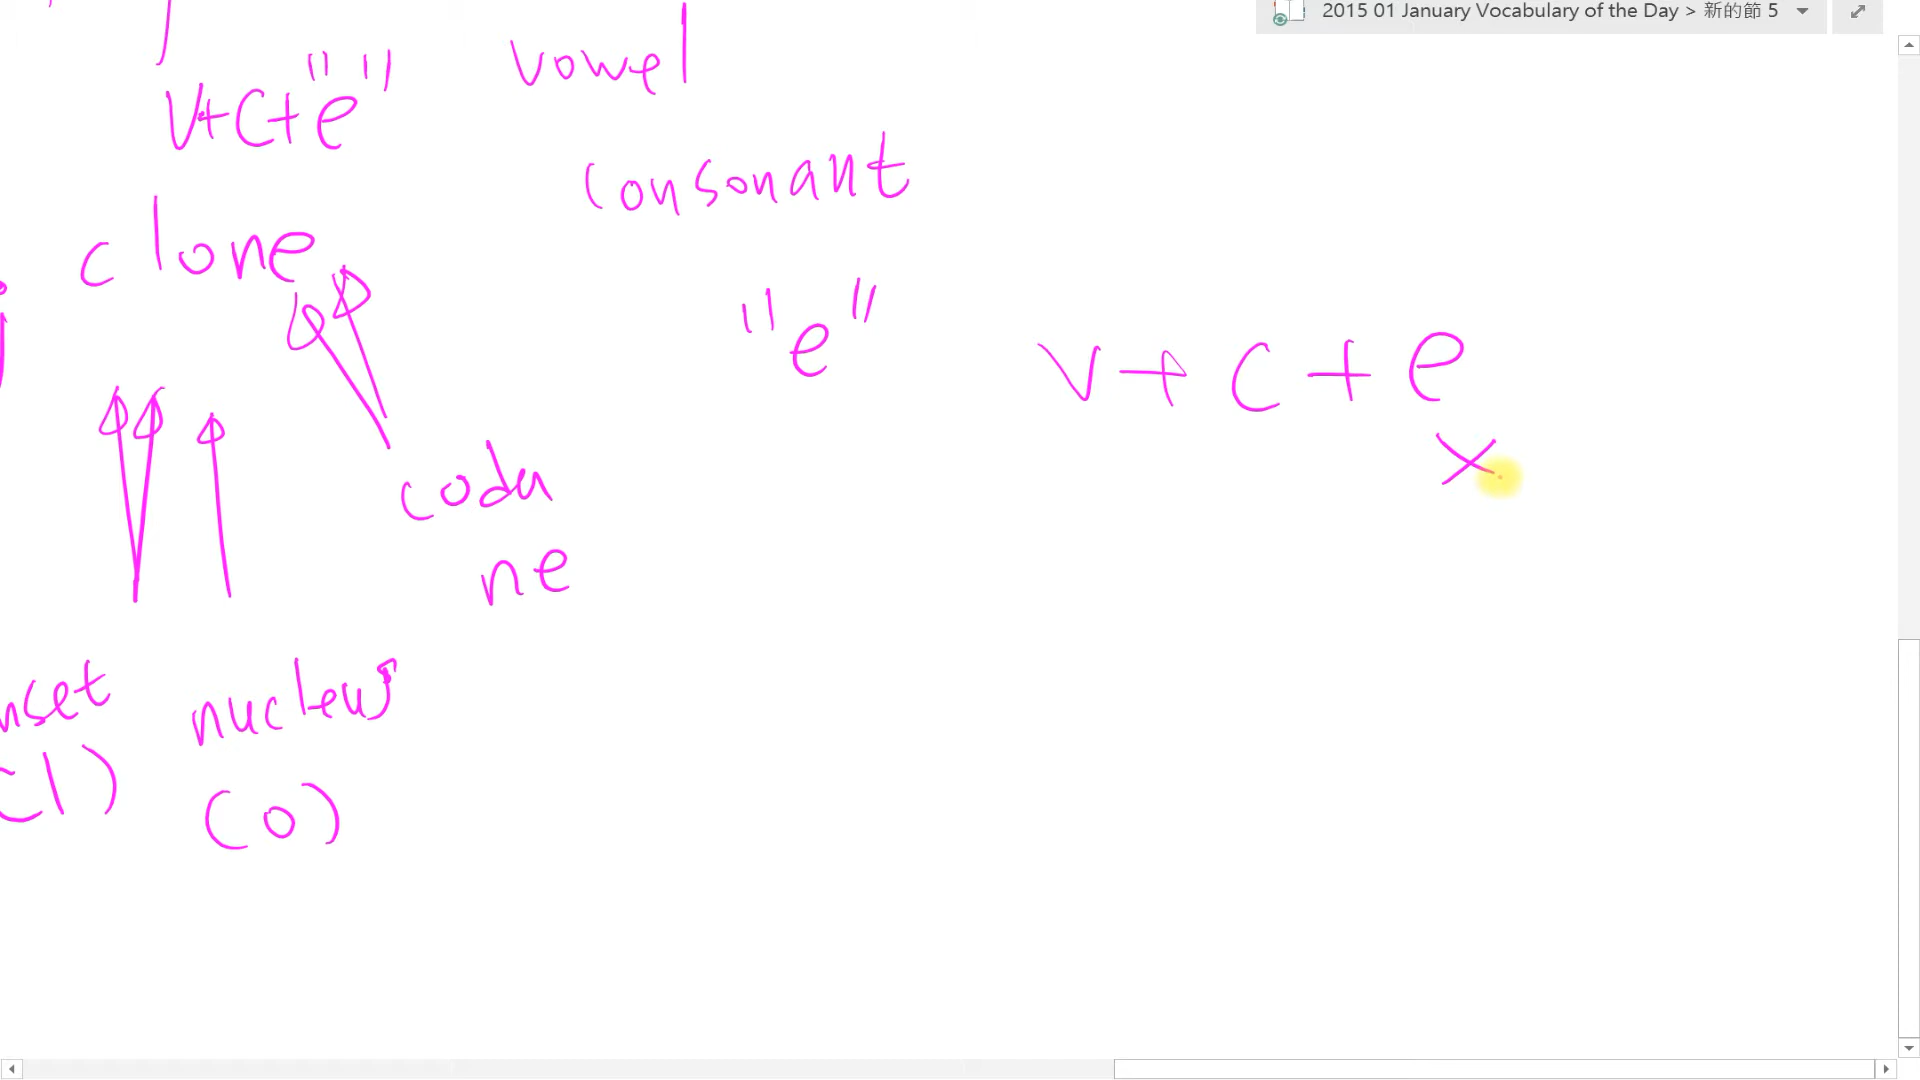 2015 01 January Vocabulary of the Day > 新的節 5
V+C+"e"
vowel
consonant
clone
"e"
V+C+e
x
coda
ne
nucleus
(o)